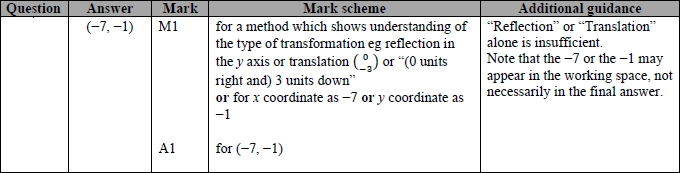 Question Answer Mark Mark scheme Additional guidance
(−7, −1) M1 for a method which shows understanding of "Reflection" or "Translation"
the type of transformation eg reflection in alone is insufficient.
the y axis or translation (0 −3) or "(0 units Note that the −7 or the −1 may
right and) 3 units down" appear in the working space, not
or for x coordinate as −7 or y coordinate as necessarily in the final answer.
−1
A1 for (−7, −1)